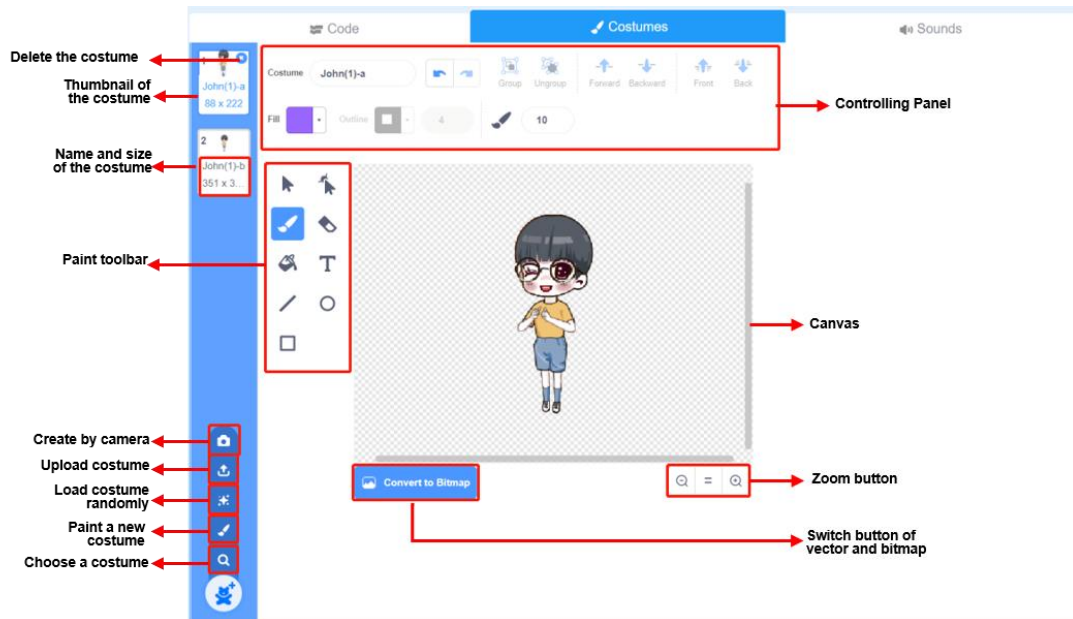 Code
Costumes
Sounds
Delete the costume
Thumbnail of
the costume
Name and size
of the costume
Paint toolbar
Create by camera
Upload costume
Load costume
randomly
Paint a new
costume
Choose a costume
1
John(1)-a
88 x 222
2
John(1)-b
351 x 3...
Costume
John(1)-a
Group
Ungroup
Forward
Backward
Front
Back
Fill
Outline
4
10
T
Convert to Bitmap
=
Controlling Panel
Canvas
Zoom button
Switch button of
vector and bitmap